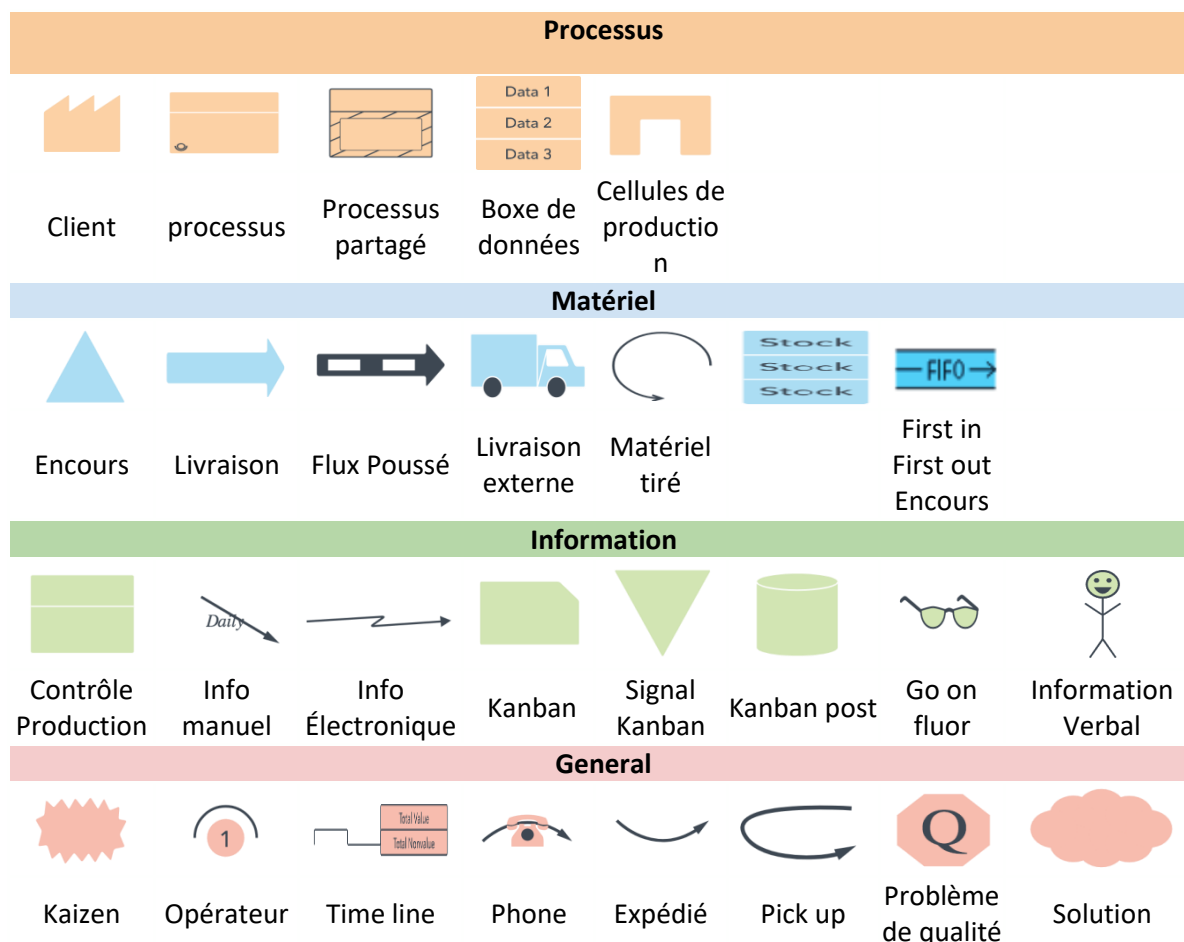 Processus
Data 1
Data 2
Data 3
Client
processus
Processus
partagé
Boxe de
données
Cellules de
productio
n
Matériel
Stock
Stock
Stock
FIFO
Encours
Livraison
Flux Poussé
Livraison
externe
Matériel
tiré
First in
First out
Encours
Information
Daily
Contrôle
Production
Info
manuel
Info
Électronique
Kanban
Signal
Kanban
Kanban post
Go on
fluor
Information
Verbal
General
1
Total Value
Total Nonvalue
Q
Kaizen
Opérateur
Time line
Phone
Expédié
Pick up
Problème
de qualité
Solution